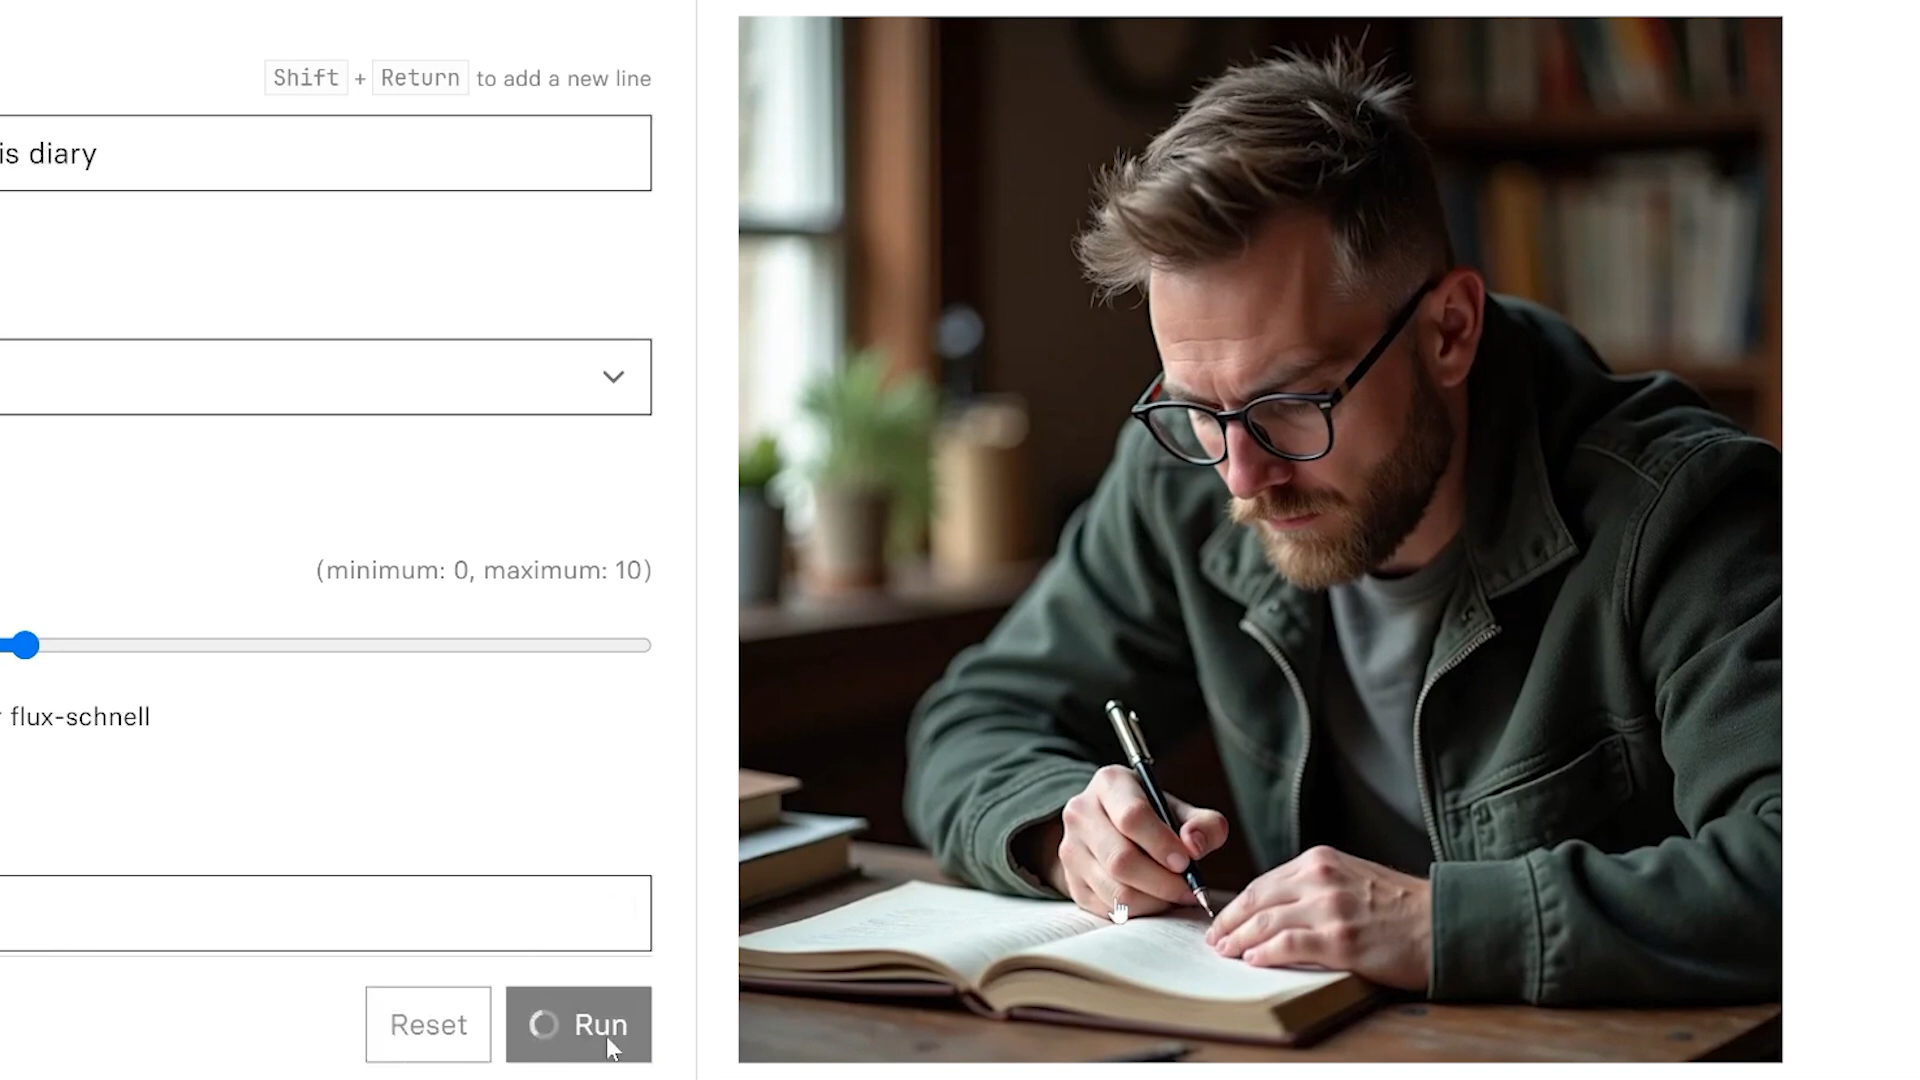 Shift + Return to add a new line
is diary
(minimum: 0, maximum: 10)
flux-schnell
Reset
Run